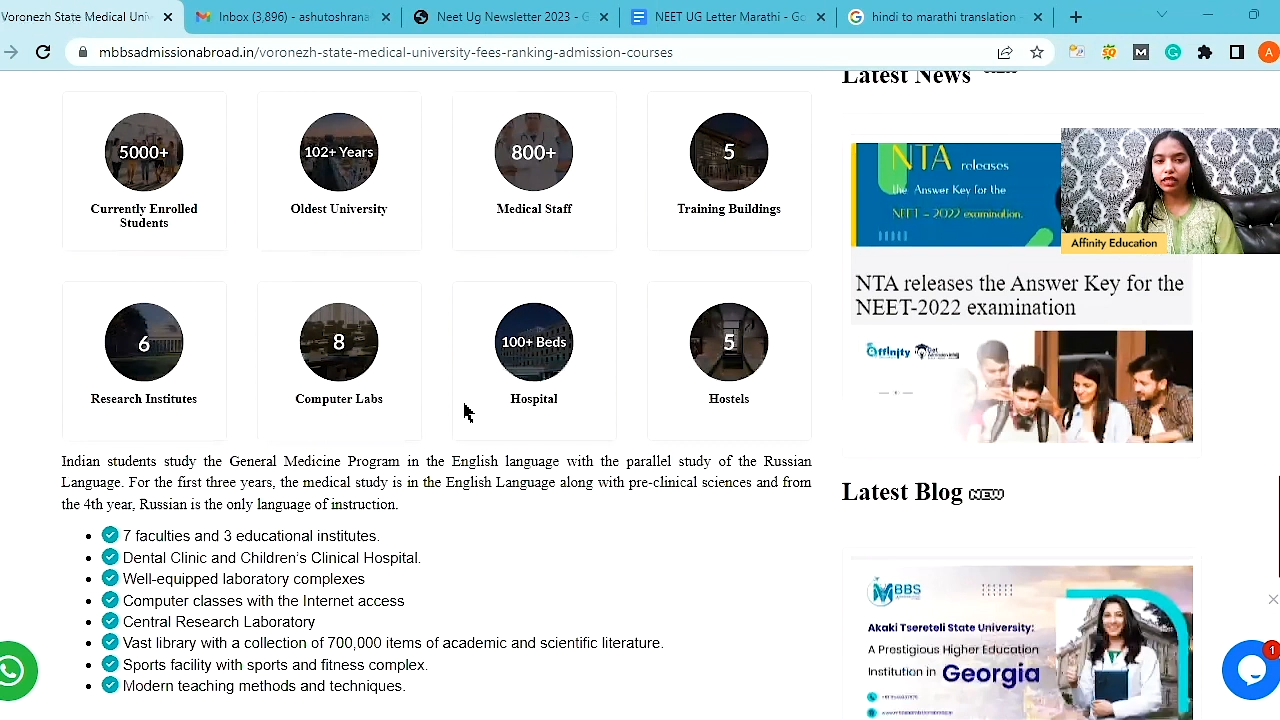 Voronezh State Medical Uni
Inbox (3,896) - ashutoshrana
Neet Ug Newsletter 2023 - G
NEET UG Letter Marathi - Go
hindi to marathi translation -
mbbsadmissionabroad.in/voronezh-state-medical-university-fees-ranking-admission-courses
A
Latest News
5000+
Currently Enrolled
Students
102+ Years
Oldest University
800+
Medical Staff
5
Training Buildings
6
Research Institute
8
Computer Labs
100+ Beds
Hospital
5
Hostels
Indian students study the General Medicine Program in the English language with the parallel study of the Russian
Language. For the first three years, the medical study is in the English Language along with pre-clinical sciences and from
the 4th year, Russian is the only language of instruction.
7 faculties and 3 educational institutes.
Dental Clinic and Children's Clinical Hospital.
Well-equipped laboratory complexes
Computer classes with the internet access
Central Research Laboratory
Vast library with a collection of 700,000 items of academic and scientific literature.
Sports facility with several fitness complex.
Modern teaching methods and techniques.
NTA releases
the Answer Key for the
NEET – 2022 examination.
Affinity Education
NTA releases the Answer Key for the
NEET-2022 examination
Affinity
Latest Blog NEW
MBBS
Akaki Tsereteli State University:
A Prestigious Higher Education
Institution in Georgia
1